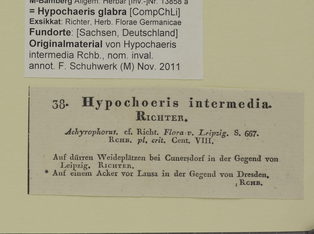 M-Bamberg Allgem. Herbar [inv.-]Nr. 13858 a
= Hypochaeris glabra [CompChLi]
Exsikkat: Richter, Herb. Florae Germanicae
Fundorte: [Sachsen, Deutschland]
Originalmaterial von Hypochaeris
intermedia Rchb., nom. inval.
annot. F. Schuhwerk (M) Nov. 2011
38. Hypochoeris intermedia.
RICHTER.
Achyrophorus. cf. Richt. Flora v. Leipzig. S. 667.
RCHB. pl. crit. Cent. VIII.
Auf dürren Weideplätzen bei Cunersdorf in der Gegend von
Leipzig. RICHTER.
* Auf einem Acker vor Lausa in der Gegend von Dresden.
RCHB.